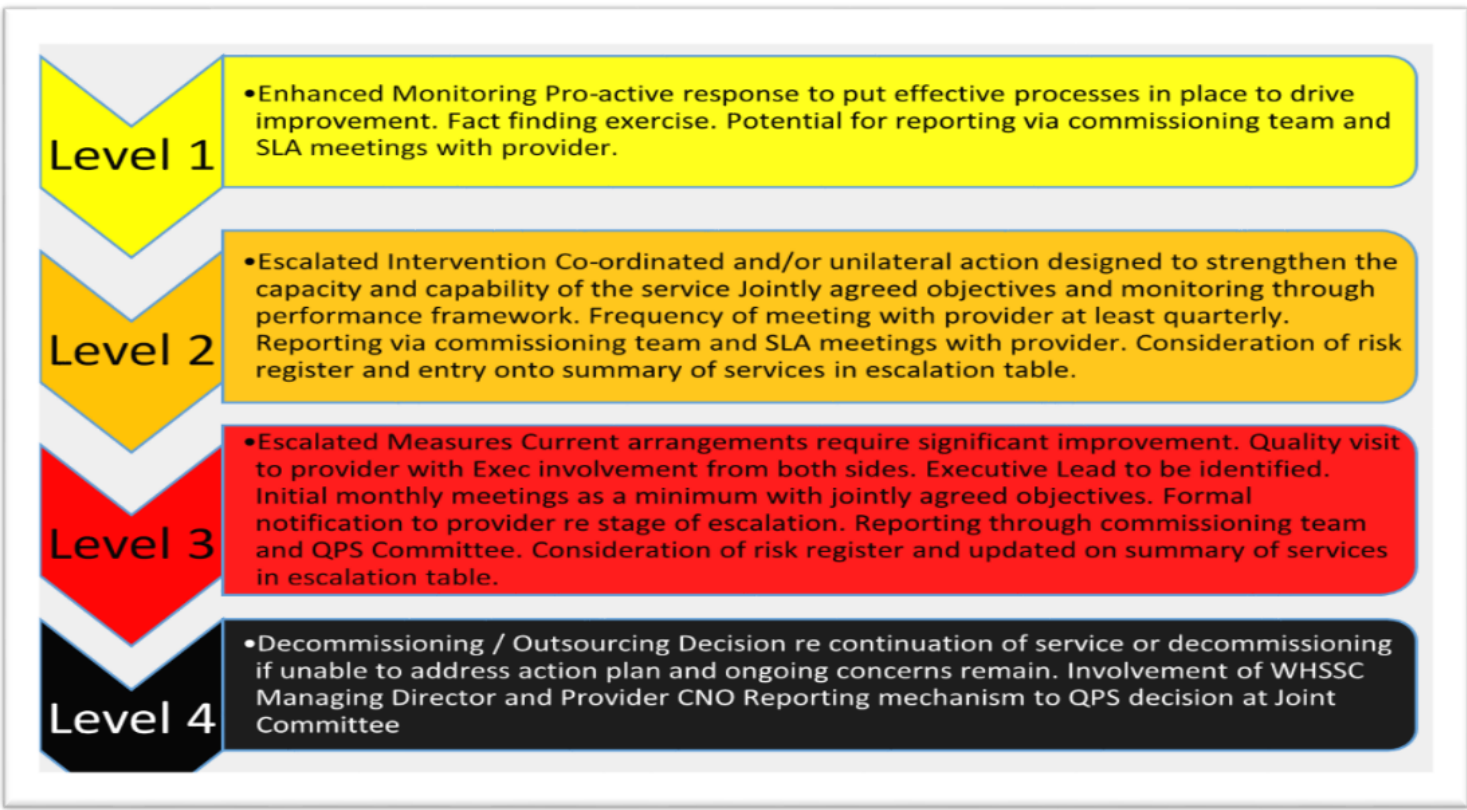 Level 1
•Enhanced Monitoring Pro-active response to put effective processes in place to drive
improvement. Fact finding exercise. Potential for reporting via commissioning team and
SLA meetings with provider.
Level 2
•Escalated Intervention Co-ordinated and/or unilateral action designed to strengthen the
capacity and capability of the service Jointly agreed objectives and monitoring through
performance framework. Frequency of meeting with provider at least quarterly.
Reporting via commissioning team and SLA meetings with provider. Consideration of risk
register and entry onto summary of services in escalation table.
Level 3
•Escalated Measures Current arrangements require significant improvement. Quality visit
to provider with Exec involvement from both sides. Executive Lead to be identified.
Initial monthly meetings as a minimum with jointly agreed objectives. Formal
notification to provider re stage of escalation. Reporting through commissioning team
and QPS Committee. Consideration of risk register and updated on summary of services
in escalation table.
Level 4
•Decommissioning / Outsourcing Decision re continuation of service or decommissioning
if unable to address action plan and ongoing concerns remain. Involvement of WHSSC
Managing Director and Provider CNO Reporting mechanism to QPS decision at Joint
Committee